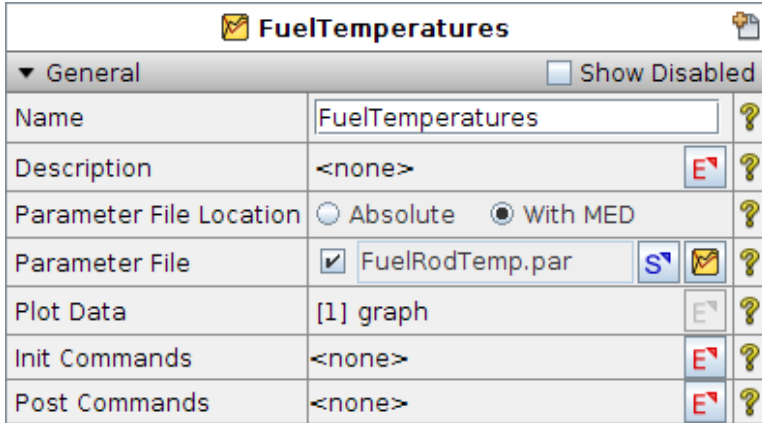 FuelTemperatures
General Show Disabled
Name FuelTemperatures
Description <none> E
Parameter File Location Absolute With MED
Parameter File FuelRodTemp.par S
Plot Data [1] graph E
Init Commands <none> E
Post Commands <none> E